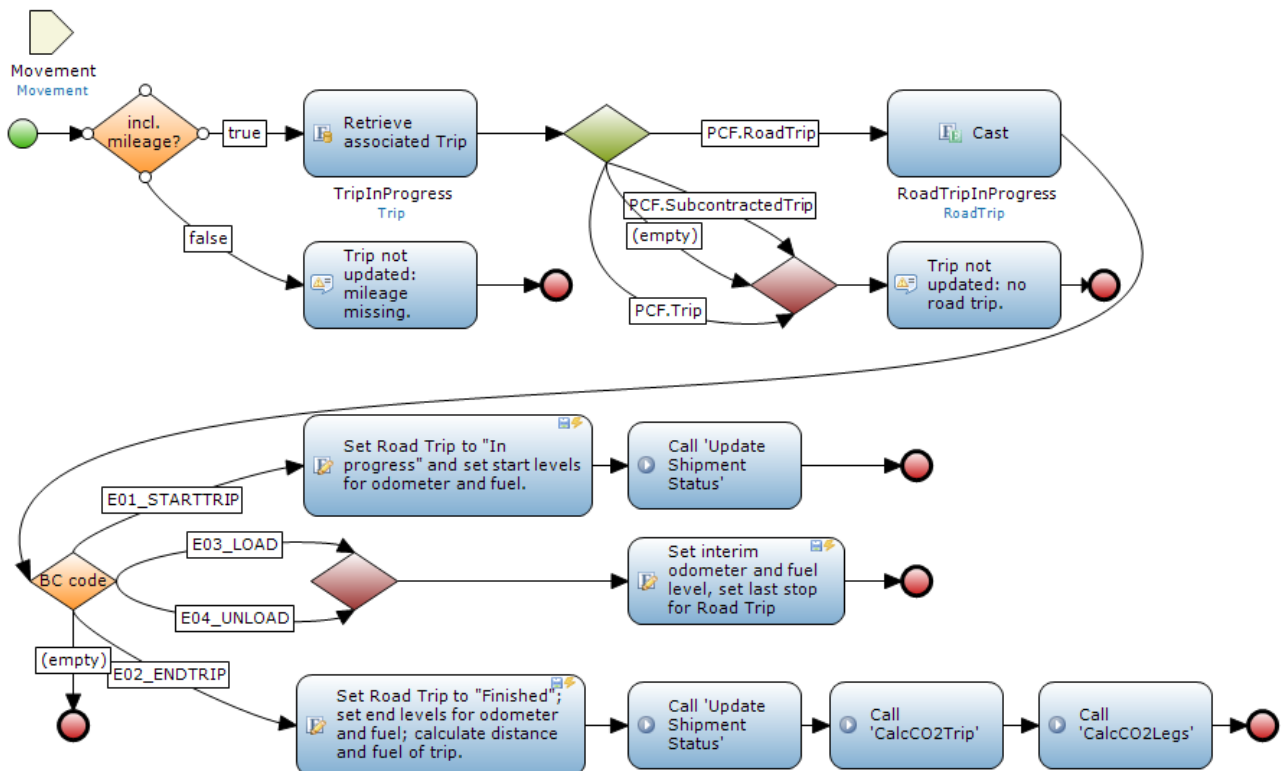 Movement
Movement
incl.
mileage?
true
Retrieve
associated Trip
TripInProgress
Trip
PCF.RoadTrip
Cast
RoadTripInProgress
RoadTrip
false
Trip not
updated:
mileage
missing.
PCF.SubcontractedTrip
(empty)
PCF.Trip
Trip not
updated: no
road trip.
Set Road Trip to "In
progress" and set start levels
for odometer and fuel.
Call 'Update
Shipment
Status'
E01_STARTTRIP
BC code
E03_LOAD
E04_UNLOAD
Set interim
odometer and fuel
level, set last stop
for Road Trip
(empty)
E02_ENDTRIP
Set Road Trip to "Finished";
set end levels for odometer
and fuel; calculate distance
and fuel of trip.
Call 'Update
Shipment
Status'
Call
'CalcCO2Trip'
Call
'CalcCO2Legs'